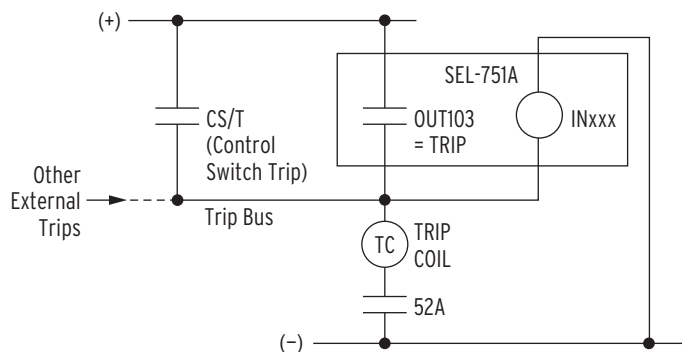 (+)
SEL-751A
CS/T
(Control
Switch Trip)
OUT103
= TRIP
INxxx
Other
External
Trips
Trip Bus
TC
TRIP
COIL
52A
(–)